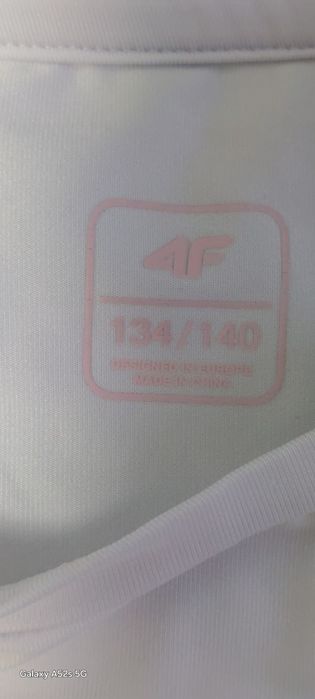 4F
134/140
DESIGNED IN EUROPE
MADE IN CHINA
Galaxy A52s 5G